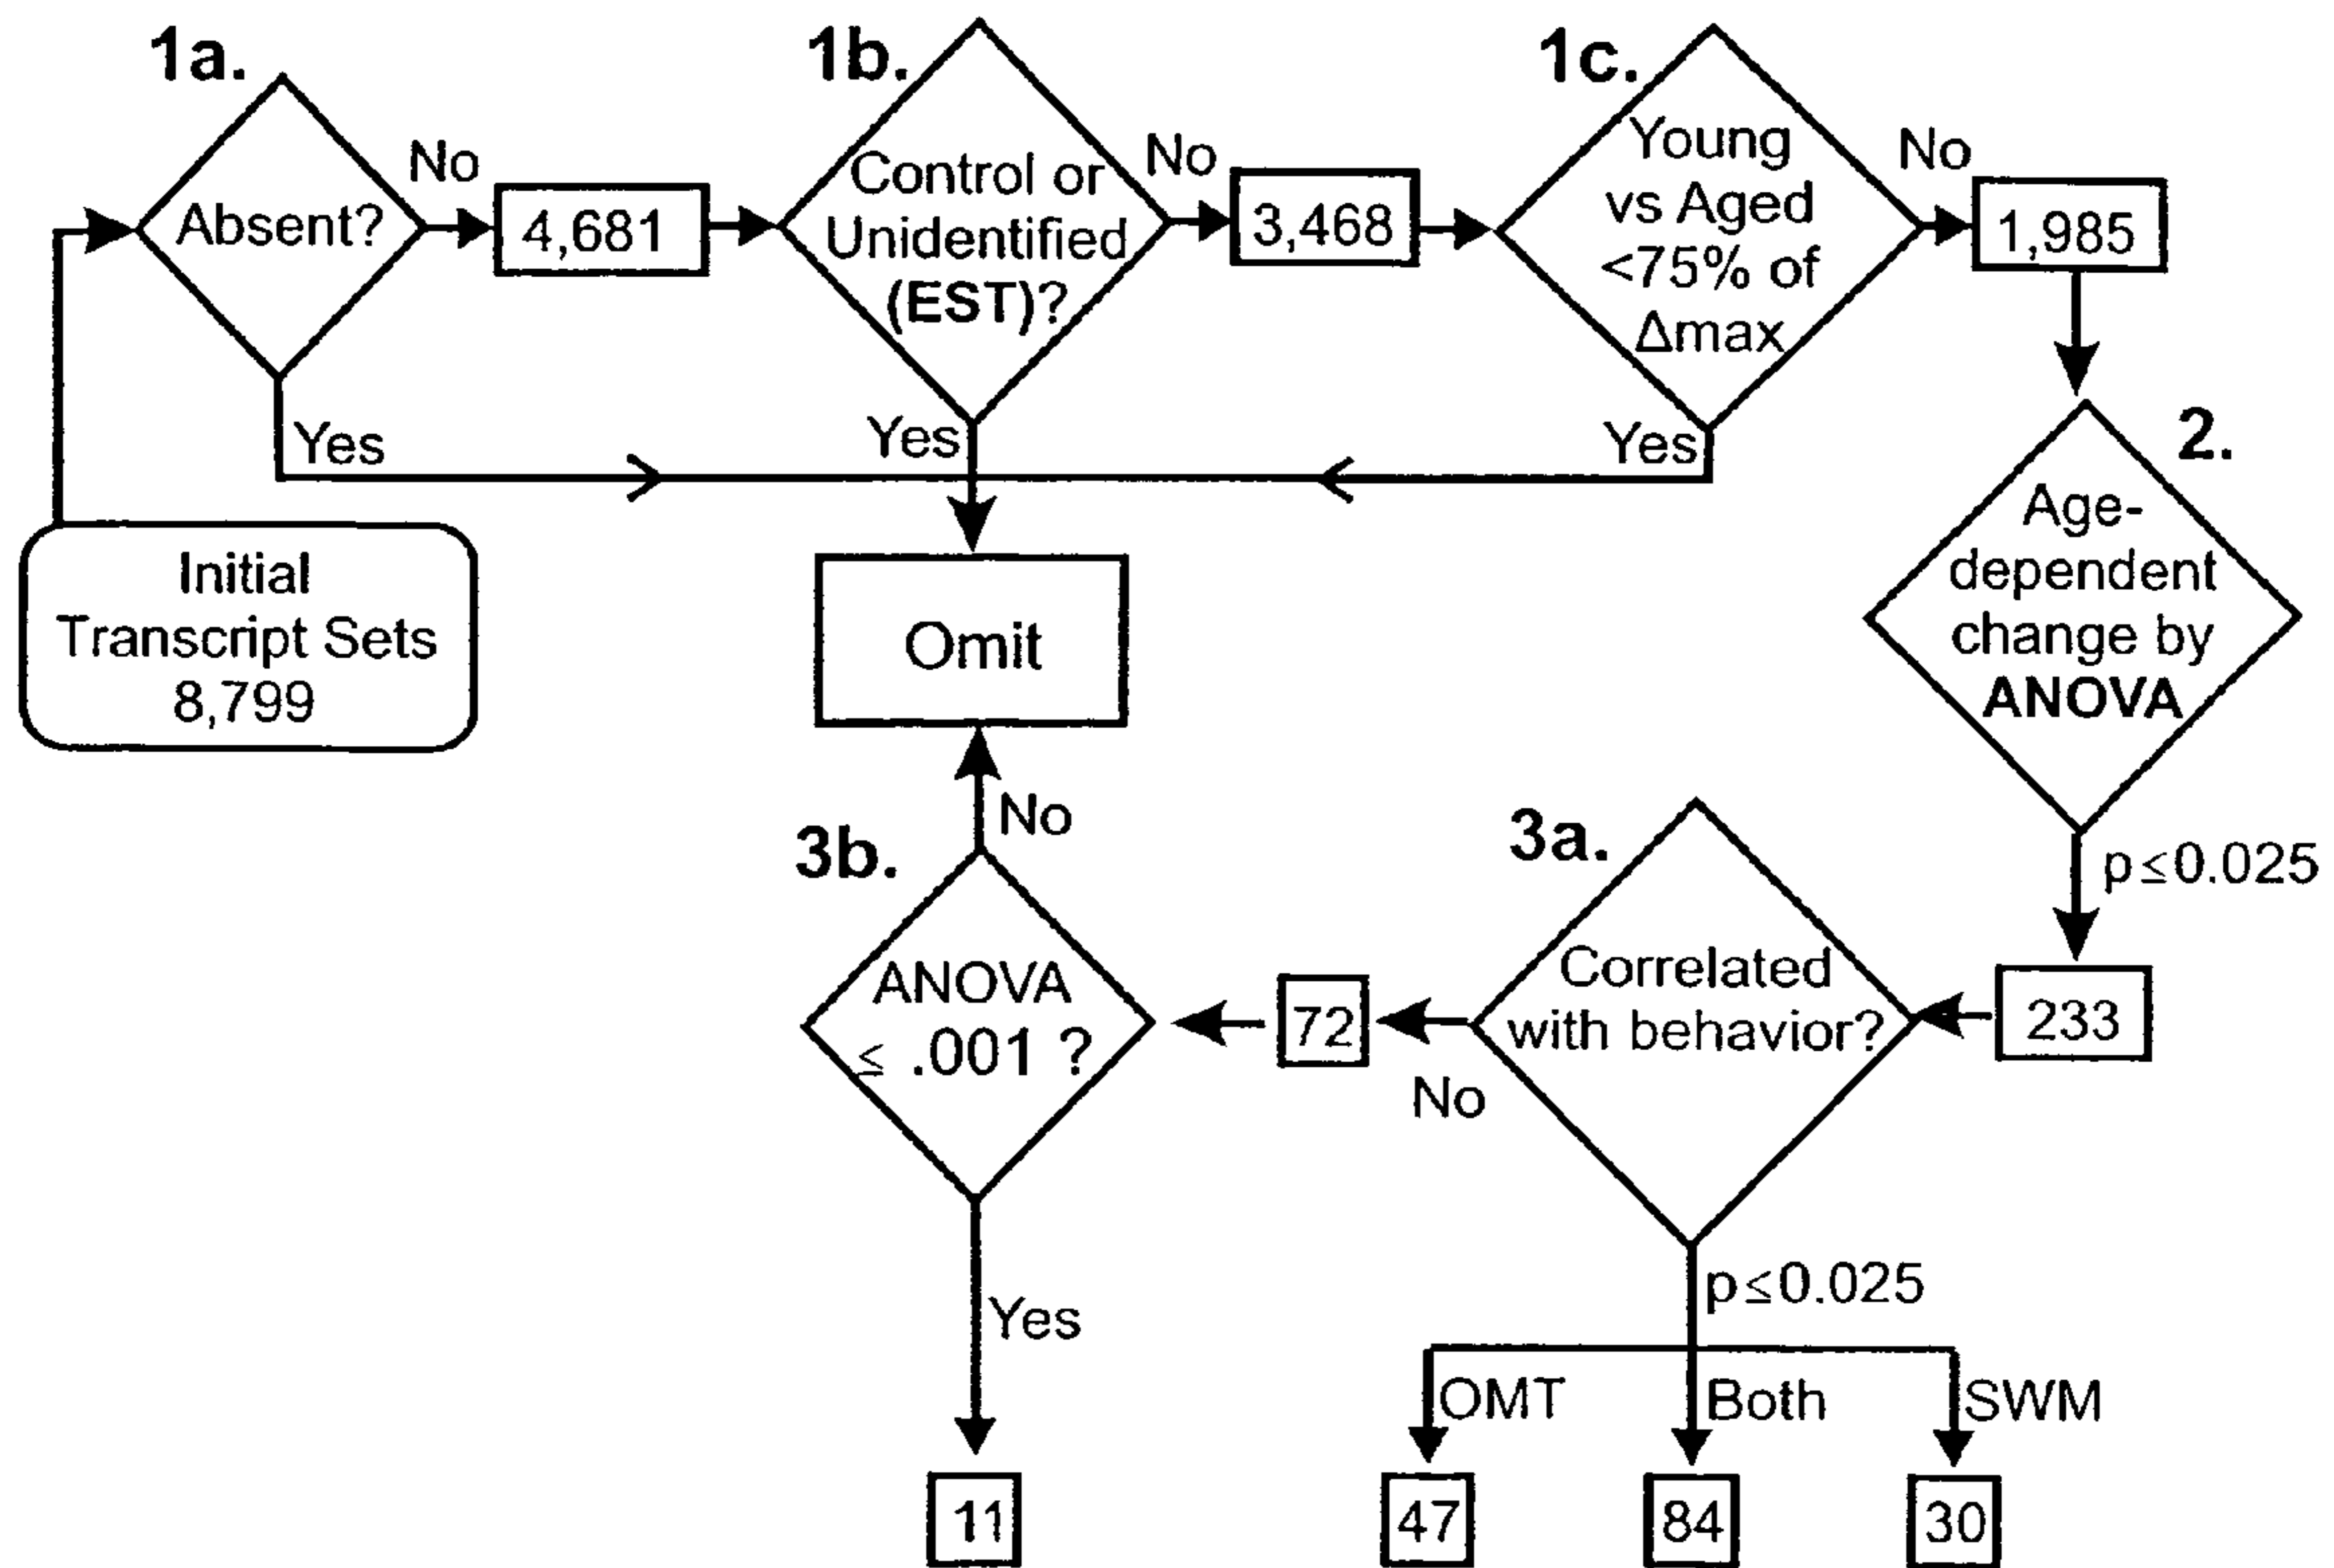 1a.
Absent?
No
Yes
4,681
1b.
Control or
Unidentified
(EST)?
No
Yes
3,468
1c.
Young
vs Aged
<75% of
Δmax
No
Yes
1,985
Initial
Transcript Sets
8,799
Omit
2.
Age-
dependent
change by
ANOVA
p≤0.025
233
3a.
Correlated
with behavior?
No
72
3b.
ANOVA
≤ .001 ?
No
Yes
11
p≤0.025
OMT
Both
SWM
47
84
30